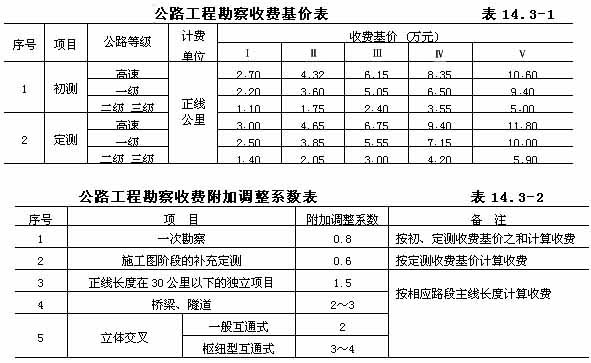 公路工程勘察收费基价表 表 14.3-1
序号 项目 公路等级 计费单位 收费基价 (万元)
Ⅰ Ⅱ Ⅲ Ⅳ Ⅴ
1 初测 高速 正线公里 2.70 4.32 6.15 8.35 10.60
一级 2.20 3.60 5.05 6.50 9.40
二级 三级 1.10 1.75 2.40 3.55 5.00
2 定测 高速 3.00 4.65 6.75 9.40 11.80
一级 2.50 3.85 5.55 7.15 10.00
二级 三级 1.40 2.05 3.00 4.20 5.90
公路工程勘察收费附加调整系数表 表 14.3-2
序号 项 目 附加调整系数 备 注
1 一次勘察 0.8 按初、定测收费基价之和计算收费
2 施工图阶段的补充定测 0.6 按定测收费基价计算收费
3 正线长度在 30 公里以下的独立项目 1.5 按相应路段主线长度计算收费
4 桥梁、隧道 2～3
5 立体交叉 一般互通式 2
枢纽型互通式 3～4